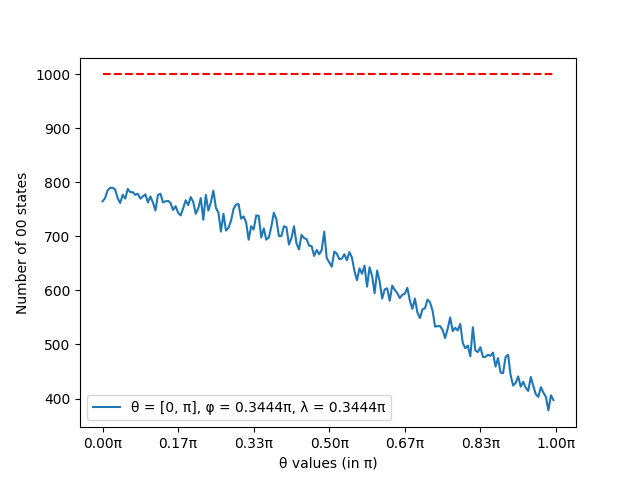 1000
900
800
700
600
500
400
Number of 00 states
θ = [0, π], φ = 0.3444π, λ = 0.3444π
0.00π 0.17π 0.33π 0.50π 0.67π 0.83π 1.00π
θ values (in π)